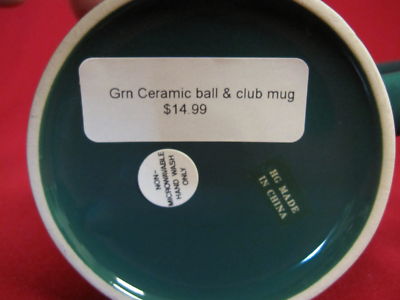 Grn Ceramic ball & club mug
$14.99
NON-
MICROWAVABLE
HAND WASH
ONLY
HG MADE
IN CHINA